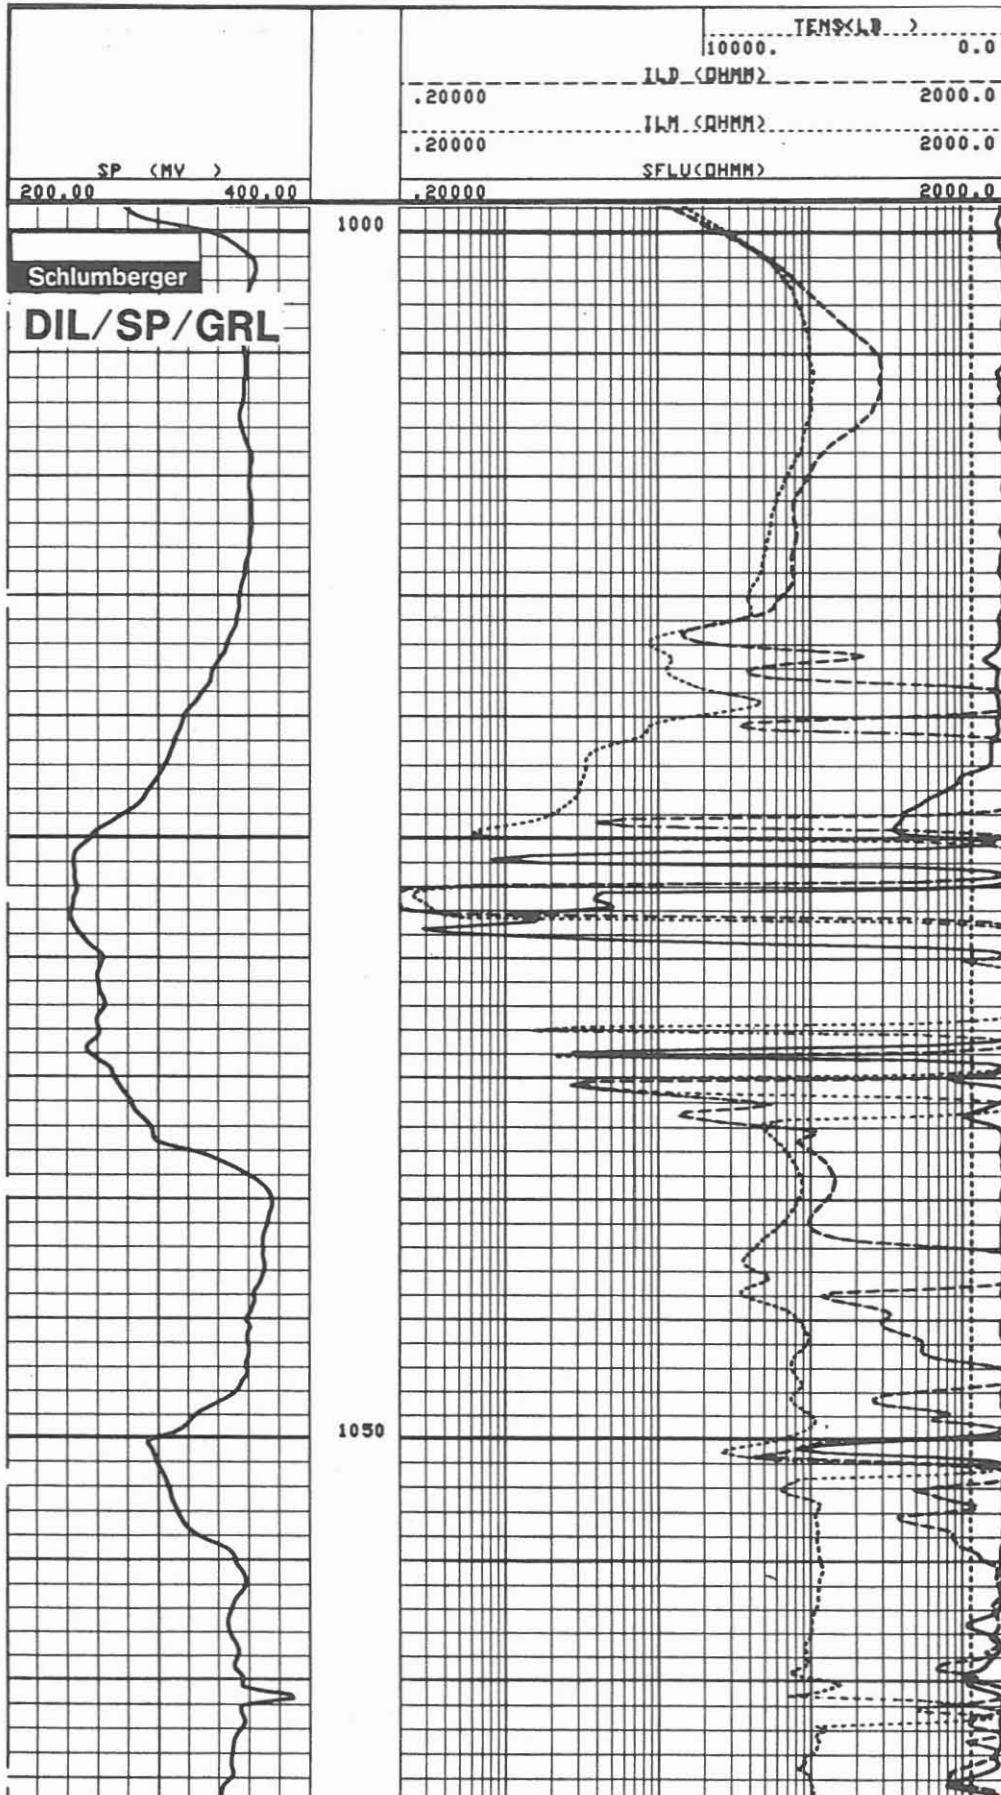 TENS(LB )
10000. 0.0
ILD (OHMM)
.20000 2000.0
ILM (OHMM)
.20000 2000.0
SP (MV ) SFLU(OHMM)
200.00 400.00 .20000 2000.0
1000
Schlumberger
DIL/SP/GRL
1050